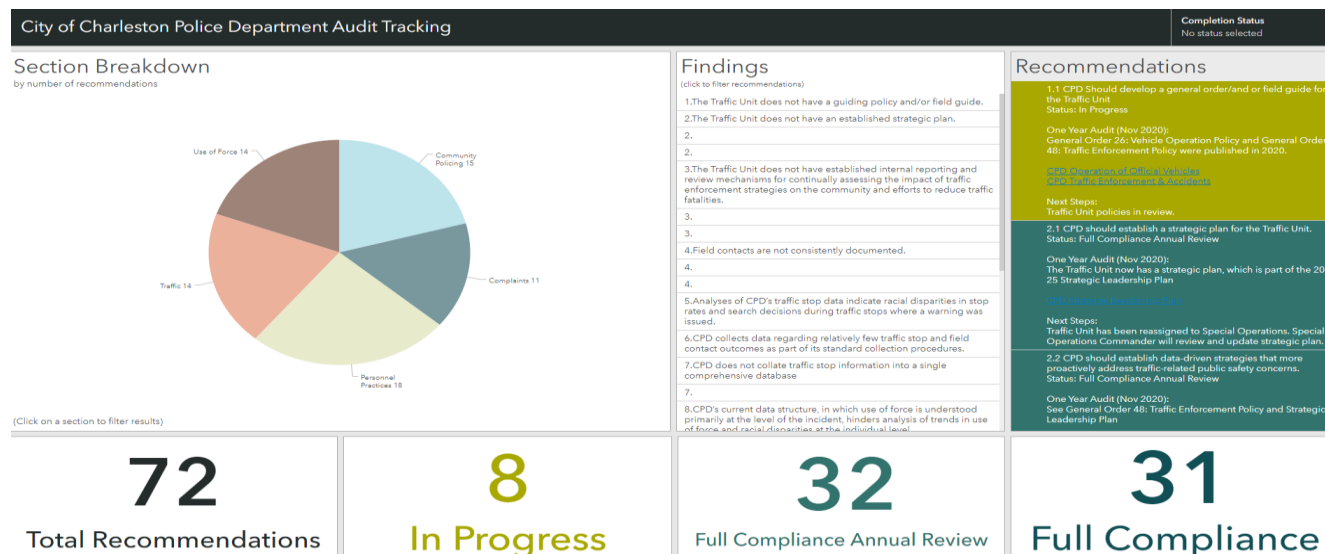 City of Charleston Police Department Audit Tracking
Completion Status
No status selected
Section Breakdown
by number of recommendations
Use of Force 14
Community
Policing 15
Traffic 14
Complaints 11
Personnel
Practices 18
(Click on a section to filter results)
Findings
(click to filter recommendations)
1.The Traffic Unit does not have a guiding policy and/or field guide.
2.The Traffic Unit does not have an established strategic plan.
2.
2.
3.The Traffic Unit does not have established internal reporting and
review mechanisms for continually assessing the impact of traffic
enforcement strategies on the community and efforts to reduce traffic
fatalities.
3.
3.
4.Field contacts are not consistently documented.
4.
4.
5.Analyses of CPD's traffic stop data indicate racial disparities in stop
rates and search decisions during traffic stops where a warning was
issued.
6.CPD collects data regarding relatively few traffic stop and field
contact outcomes as part of its standard collection procedures.
7.CPD does not collate traffic stop information into a single
comprehensive database
7.
8.CPD's current data structure, in which use of force is understood
primarily at the level of the incident, hinders analysis of trends in use
of force and racial disparities at the individual level
Recommendations
1.1 CPD Should develop a general order/and or field guide for
the Traffic Unit
Status: In Progress
One Year Audit (Nov 2020):
General Order 26: Vehicle Operation Policy and General Order
48: Traffic Enforcement Policy were published in 2020.
CPD Operation of Official Vehicles
CPD Traffic Enforcement & Accidents
Next Steps:
Traffic Unit policies in review.
2.1 CPD should establish a strategic plan for the Traffic Unit.
Status: Full Compliance Annual Review
One Year Audit (Nov 2020):
The Traffic Unit now has a strategic plan, which is part of the 20
25 Strategic Leadership Plan
Next Steps:
Traffic Unit has been reassigned to Special Operations. Special
Operations Commander will review and update strategic plan.
2.2 CPD should establish data-driven strategies that more
proactively address traffic-related public safety concerns.
Status: Full Compliance Annual Review
One Year Audit (Nov 2020):
See General Order 48: Traffic Enforcement Policy and Strategic
Leadership Plan
72
Total Recommendations
8
In Progress
32
Full Compliance Annual Review
31
Full Compliance